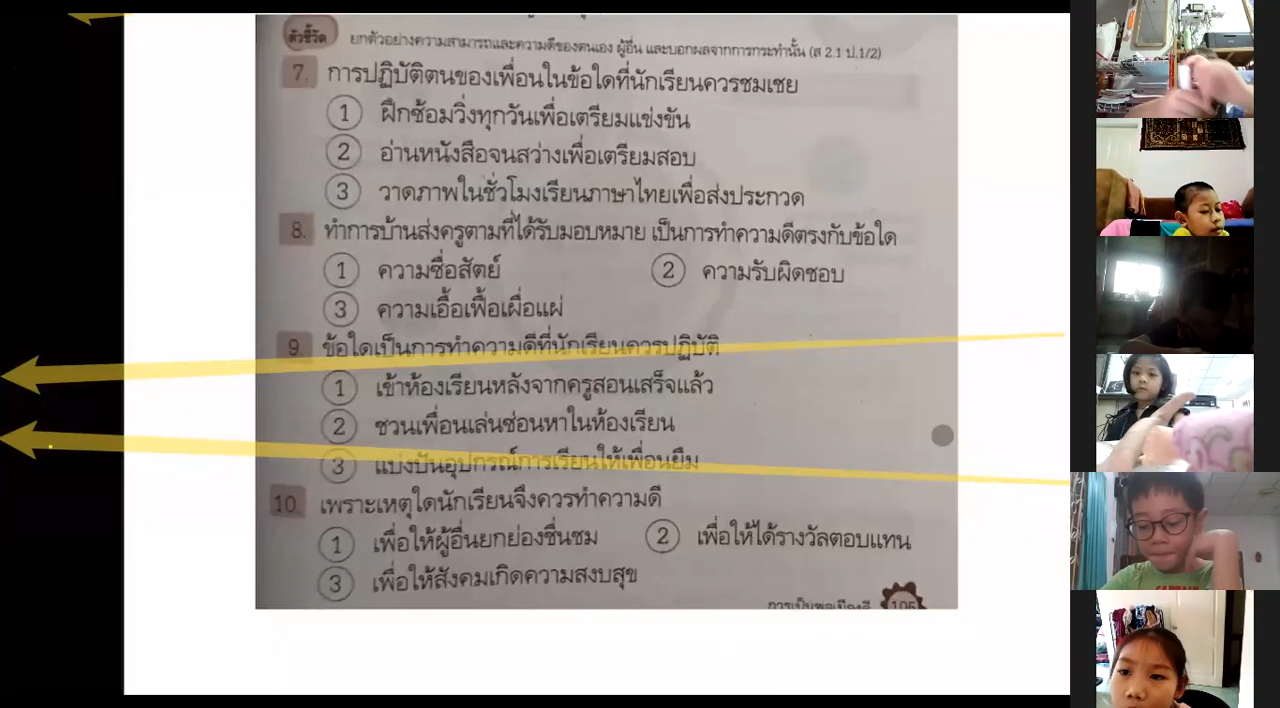 ตัวชี้วัด ยกตัวอย่างความสามารถและความดีของตนเอง ผู้อื่น และบอกผลจากการกระทำนั้น (ส 2.1 ป.1/2)
7. การปฏิบัติตนของเพื่อนในข้อใดที่นักเรียนควรชมเชย
1 ฝึกซ้อมวิ่งทุกวันเพื่อเตรียมแข่งขัน
2 อ่านหนังสือจนสว่างเพื่อเตรียมสอบ
3 วาดภาพในชั่วโมงเรียนภาษาไทยเพื่อส่งประกวด
8. ทำการบ้านส่งครูตามที่ได้รับมอบหมาย เป็นการทำความดีตรงกับข้อใด
1 ความซื่อสัตย์ 2 ความรับผิดชอบ
3 ความเอื้อเฟื้อเผื่อแผ่
9. ข้อใดเป็นการทำความดีที่นักเรียนควรปฏิบัติ
1 เข้าห้องเรียนหลังจากครูสอนเสร็จแล้ว
2 ชวนเพื่อนเล่นซ่อนหาในห้องเรียน
3 แบ่งปันอุปกรณ์การเรียนให้เพื่อนยืม
10. เพราะเหตุใดนักเรียนจึงควรทำความดี
1 เพื่อให้ผู้อื่นยกย่องชื่นชม 2 เพื่อให้ได้รางวัลตอบแทน
3 เพื่อให้สังคมเกิดความสงบสุข
การเป็นพลเมืองดี 105